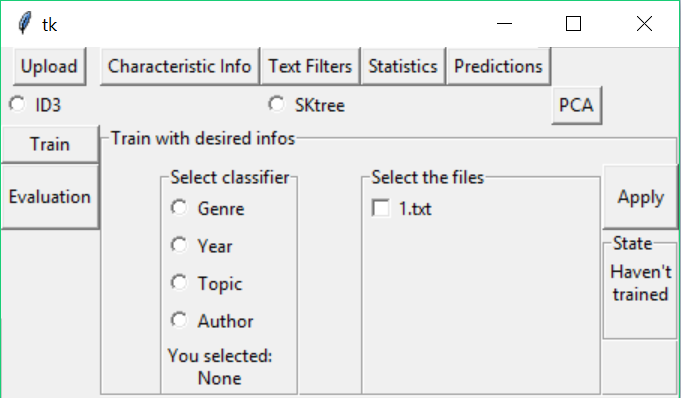 tk
Upload Characteristic Info Text Filters Statistics Predictions
ID3 SKtree PCA
Train
Train with desired infos
Evaluation
Select classifier
Genre
Year
Topic
Author
You selected:
None
Select the files
1.txt
Apply
State
Haven't
trained